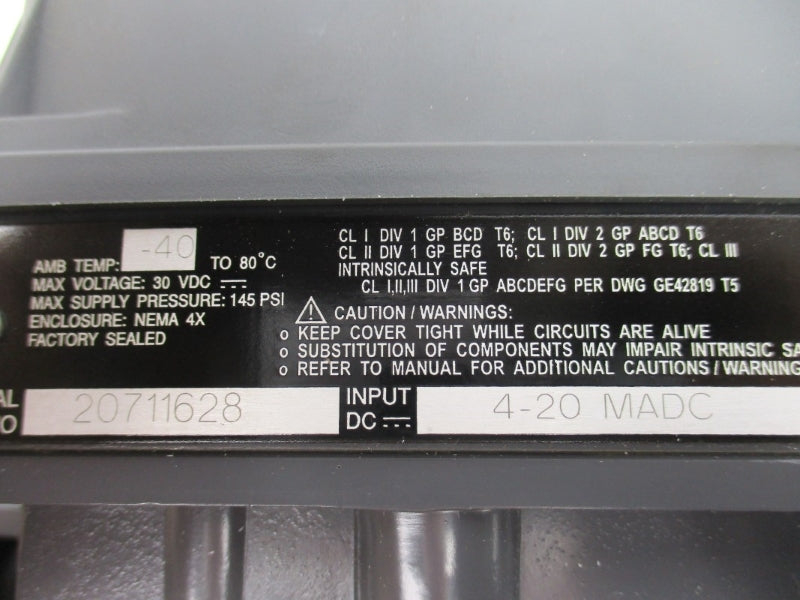 AMB TEMP: -40 TO 80°C
MAX VOLTAGE: 30 VDC ⎓
MAX SUPPLY PRESSURE: 145 PSI
ENCLOSURE: NEMA 4X
FACTORY SEALED
CL I DIV 1 GP BCD T6; CL I DIV 2 GP ABCD T6
CL II DIV 1 GP EFG T6; CL II DIV 2 GP FG T6; CL III
INTRINSICALLY SAFE
CL I,II,III DIV 1 GP ABCDEFG PER DWG GE42819 T5
CAUTION / WARNINGS:
o KEEP COVER TIGHT WHILE CIRCUITS ARE ALIVE
o SUBSTITUTION OF COMPONENTS MAY IMPAIR INTRINSIC SA
o REFER TO MANUAL FOR ADDITIONAL CAUTIONS / WARNING
AL
O
20711628
INPUT
DC ⎓
4-20 MADC